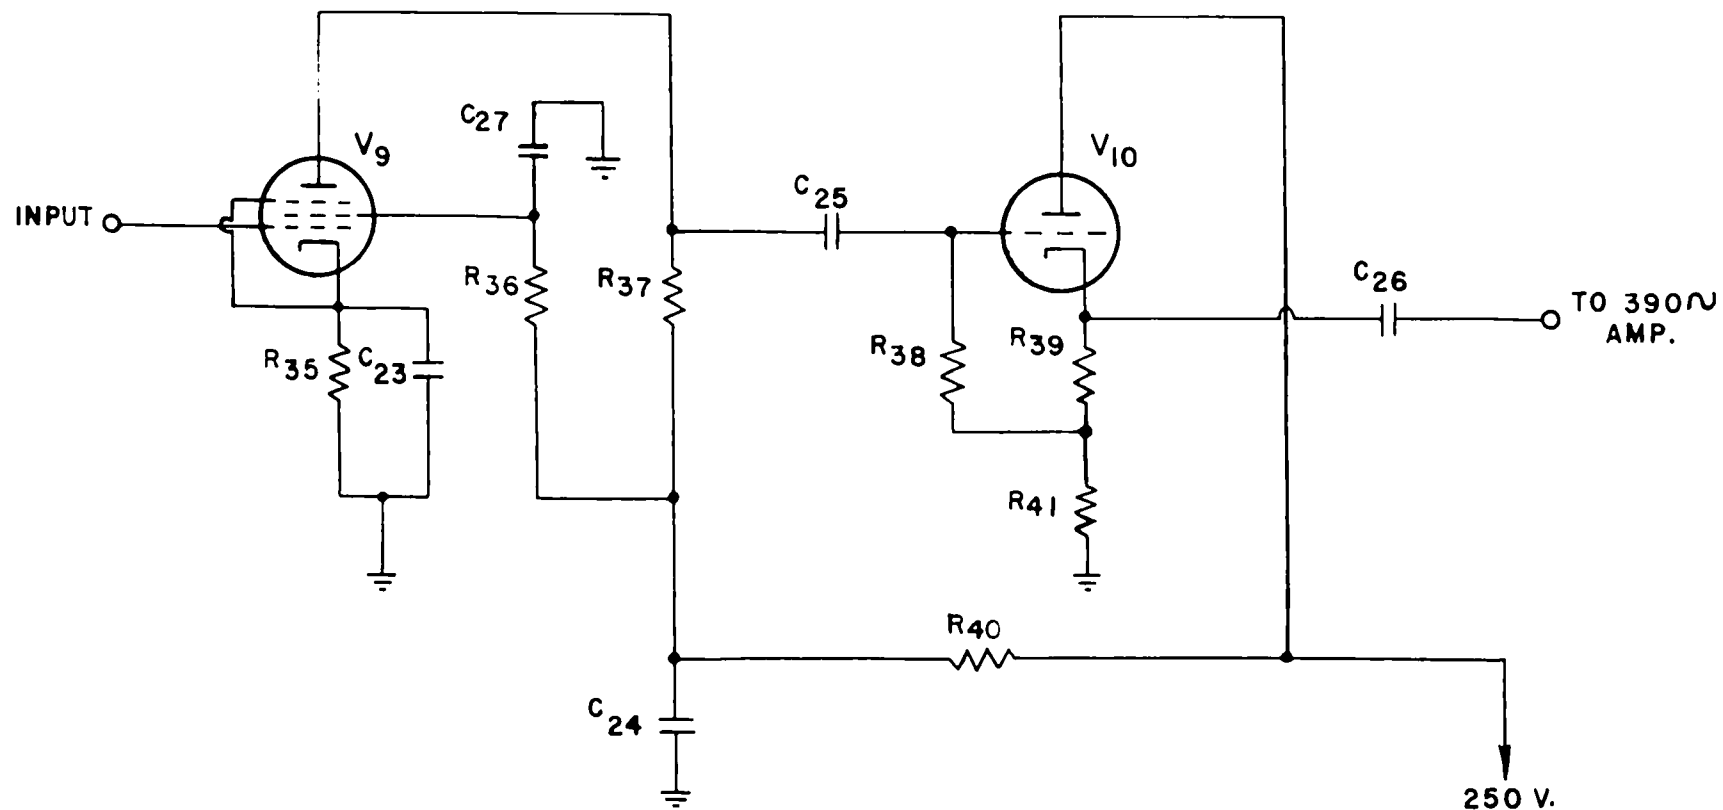 C27
V9
V10
INPUT
C25
R36
R37
C26
TO 390~
AMP.
R35
C23
R38
R39
R41
R40
C24
250 V.